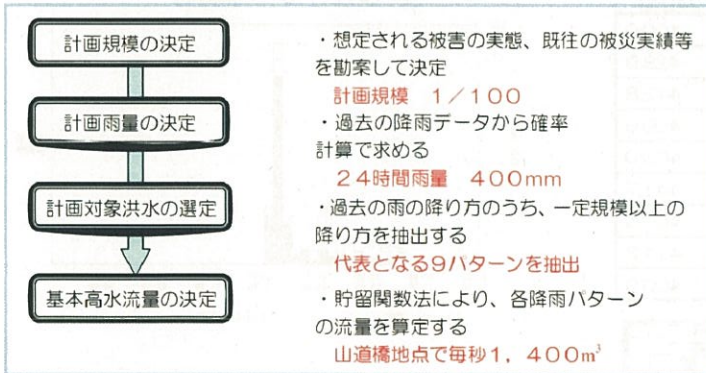 計画規模の決定
・想定される被害の実態、既往の被災実績等
を勘案して決定
計画規模 1/100
計画雨量の決定
・過去の降雨データから確率
計算で求める
24時間雨量 400mm
計画対象洪水の選定
・過去の雨の降り方のうち、一定規模以上の
降り方を抽出する
代表となる9パターンを抽出
基本高水流量の決定
・貯留関数法により、各降雨パターン
の流量を算定する
山道橋地点で毎秒1,400m³